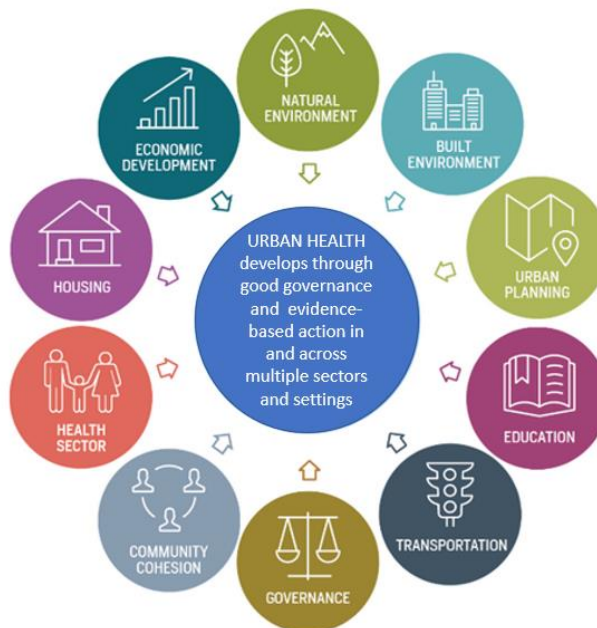 NATURAL
ENVIRONMENT
BUILT
ENVIRONMENT
URBAN
PLANNING
EDUCATION
TRANSPORTATION
GOVERNANCE
COMMUNITY
COHESION
HEALTH
SECTOR
HOUSING
ECONOMIC
DEVELOPMENT
URBAN HEALTH
develops through
good governance
and evidence-
based action in
and across
multiple sectors
and settings